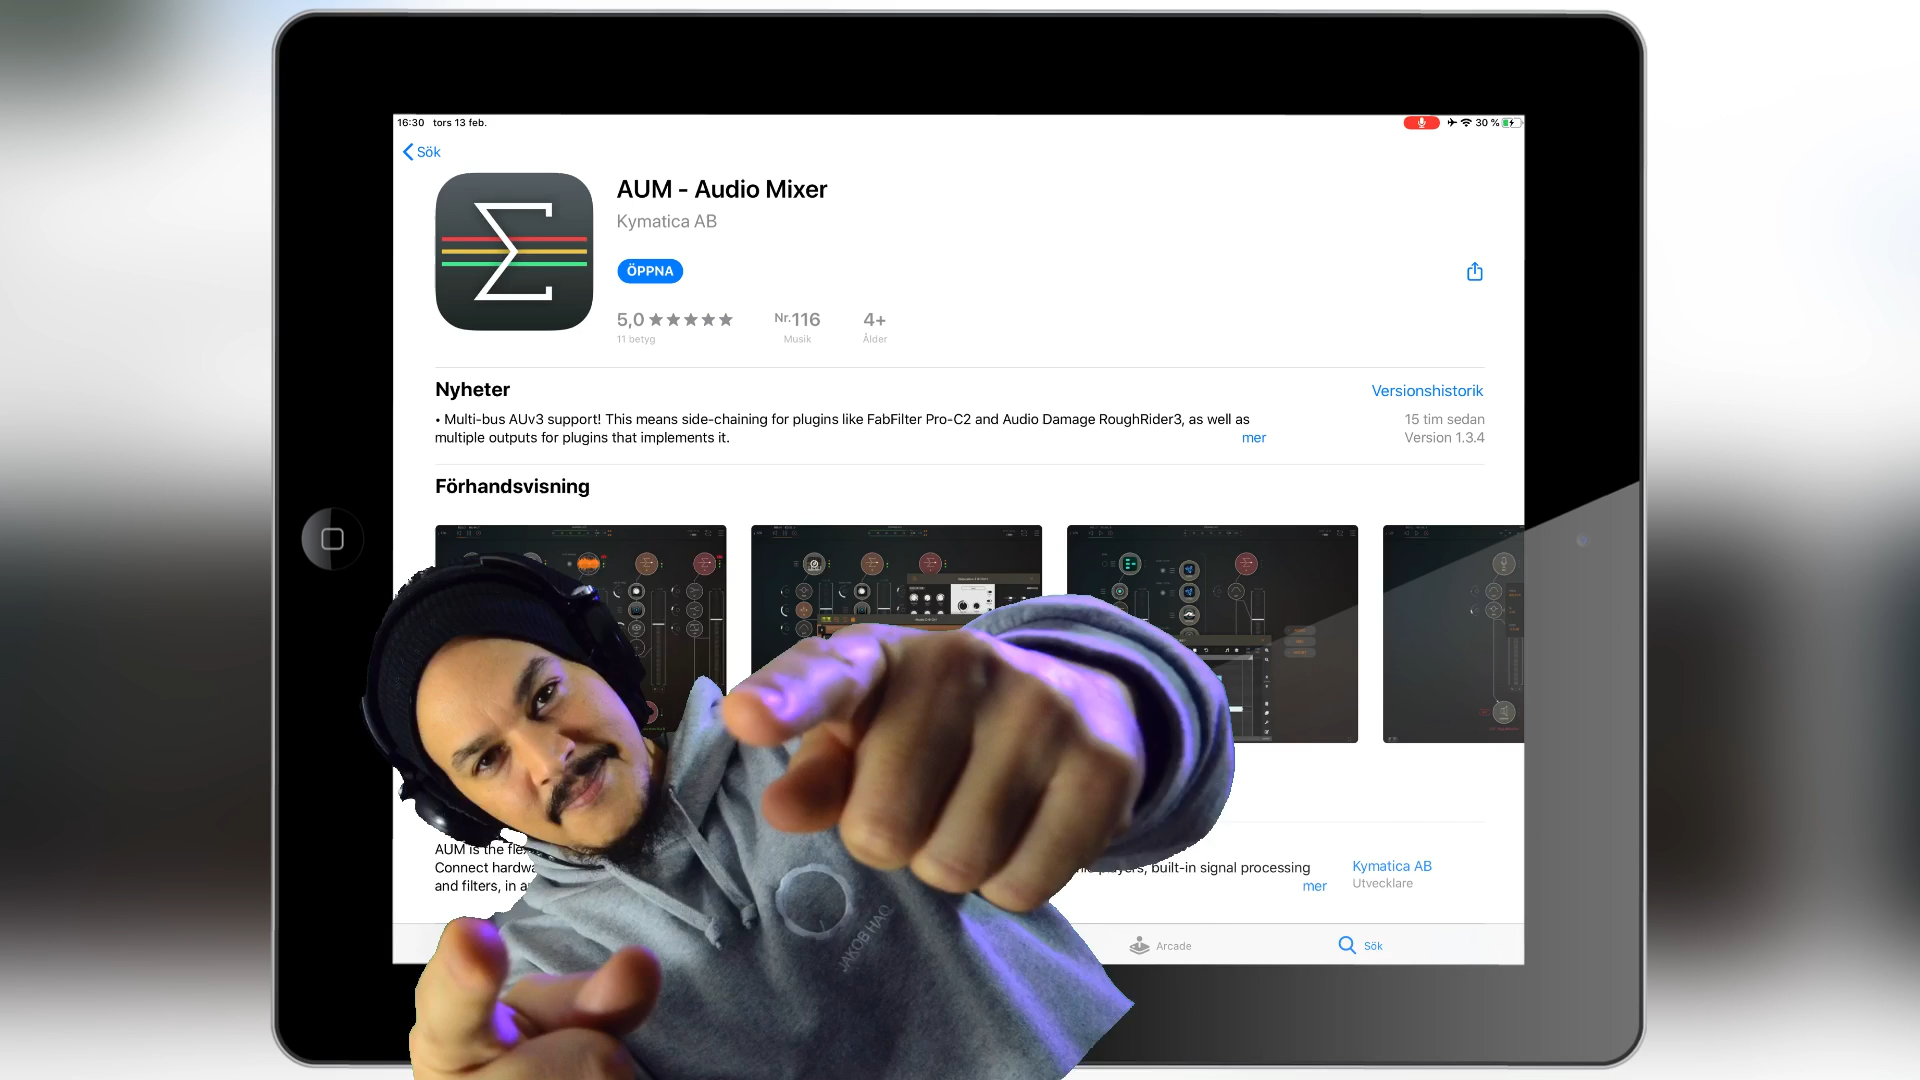 16:30 tors 13 feb.
30 %
Sök
AUM - Audio Mixer
Kymatica AB
ÖPPNA
5,0
Nr.116
4+
11 betyg
Musik
Ålder
Nyheter
Versionshistorik
• Multi-bus AUv3 support! This means side-chaining for plugins like FabFilter Pro-C2 and Audio Damage RoughRider3, as well as
multiple outputs for plugins that implements it.
mer
15 tim sedan
Version 1.3.4
Förhandsvisning
AUM is the
Connect
players, built-in signal processing
and filters, in
mer
Kymatica AB
Utvecklare
JAKOB HAQ
Arcade
Sök